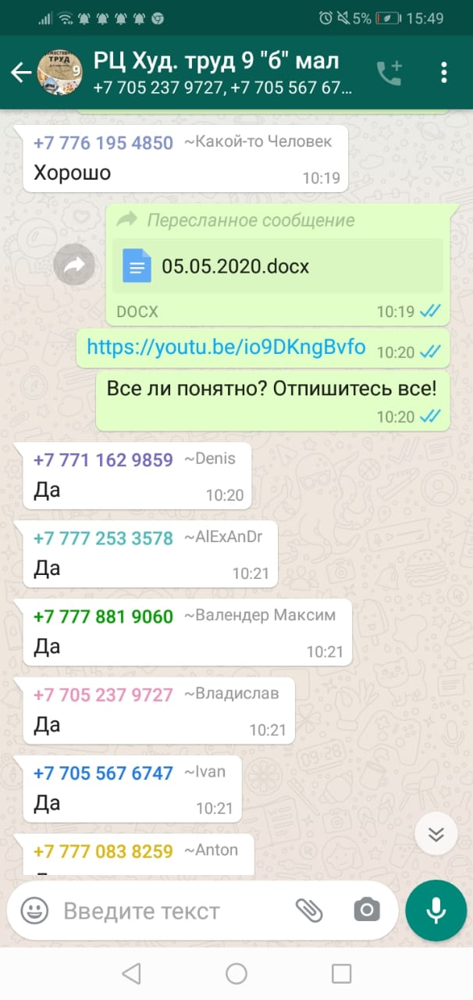 5% 15:49
ТРУД
9
РЦ Худ. труд 9 "б" мал
+7 705 237 9727, +7 705 567 67...
+7 776 195 4850 ~Какой-то Человек
Хорошо
10:19
Пересланное сообщение
05.05.2020.docx
DOCX 10:19
https://youtu.be/io9DKngBvfo 10:20
Все ли понятно? Отпишитесь все!
10:20
+7 771 162 9859 ~Denis
Да
10:20
+7 777 253 3578 ~AlExAnDr
Да
10:21
+7 777 881 9060 ~Валендер Максим
Да
10:21
+7 705 237 9727 ~Владислав
Да
10:21
+7 705 567 6747 ~Ivan
Да
10:21
+7 777 083 8259 ~Anton
Введите текст